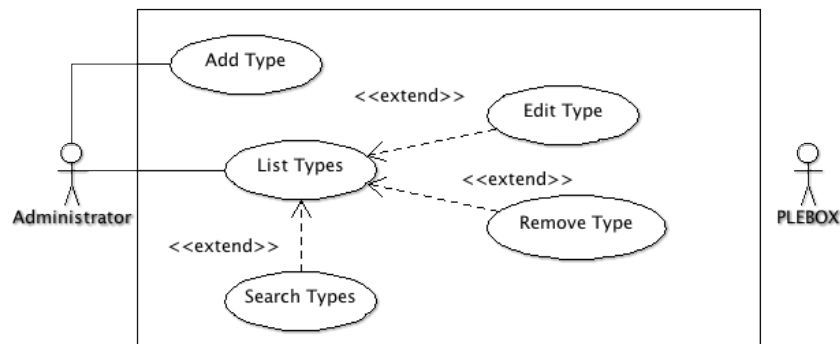 Add Type
<<extend>>
Edit Type
List Types
<<extend>>
Administrator
Remove Type
PLEBOX
<<extend>>
Search Types